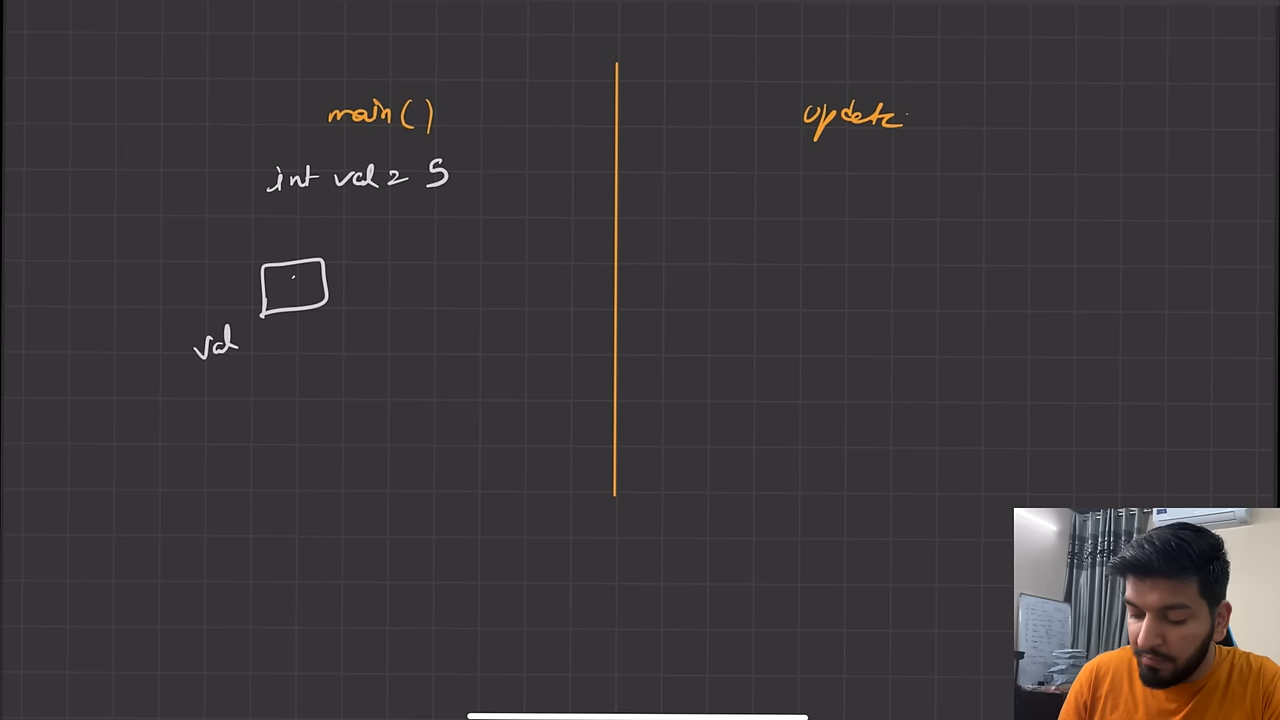 main()
int val = 5
val
update